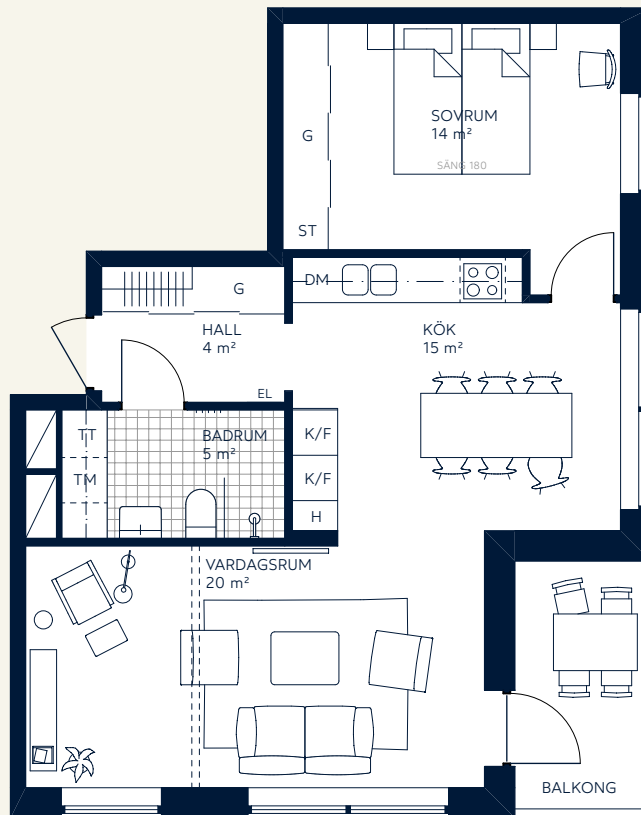 SOVRUM
14 m²
SÄNG 180
G
ST
DM
G
HALL
4 m²
KÖK
15 m²
EL
TT
BADRUM
5 m²
K/F
TM
K/F
H
VARDAGSRUM
20 m²
BALKONG